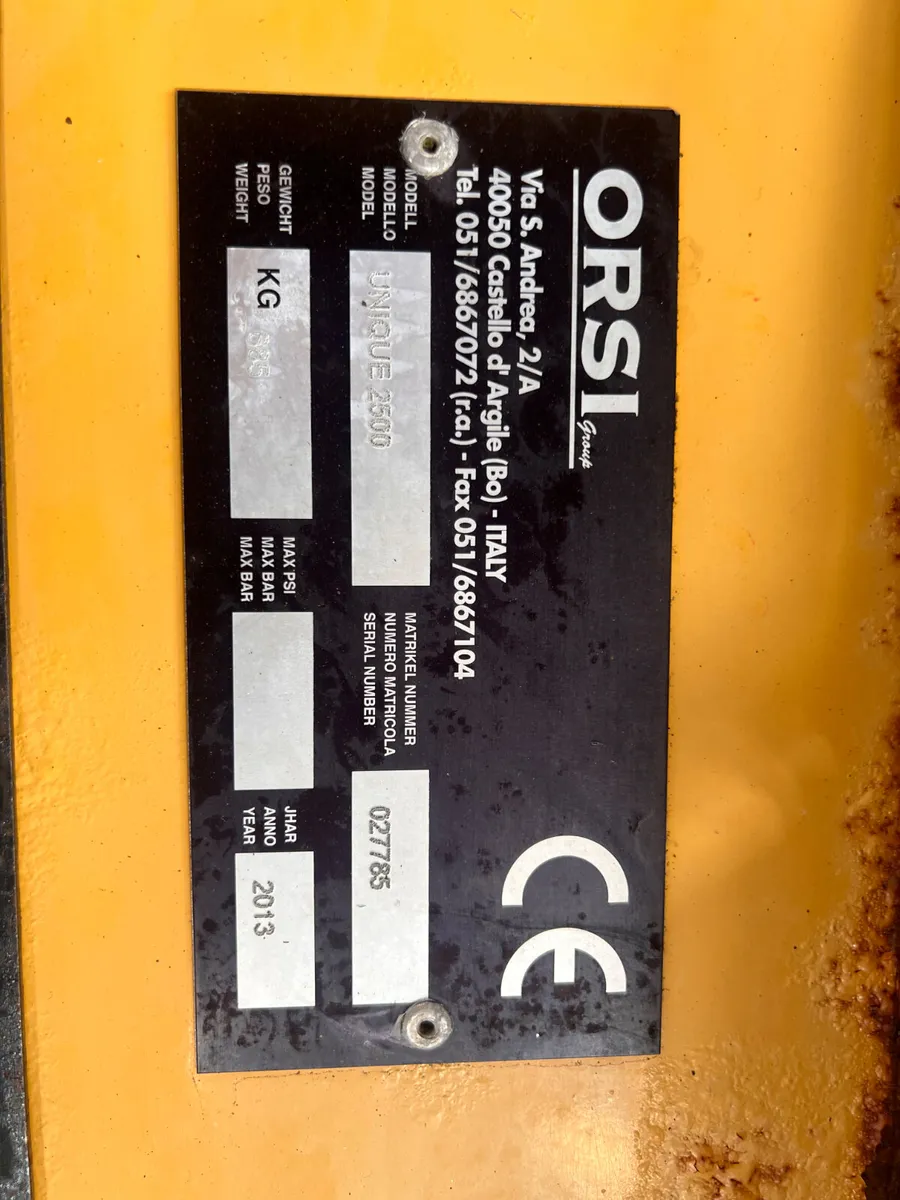 ORSI Group
Via S. Andrea, 2/A
40050 Castello d' Argile (Bo) - ITALY
Tel. 051/6867072 (r.a.) - Fax 051/6867104
CE
MODELL
MODELLO
MODEL
UNIQUE 2500
MATRIKEL NUMMER
NUMERO MATRICOLA
SERIAL NUMBER
027785
GEWICHT
PESO
WEIGHT
KG
MAX PSI
MAX BAR
MAX BAR
JHAR
ANNO
YEAR
2013